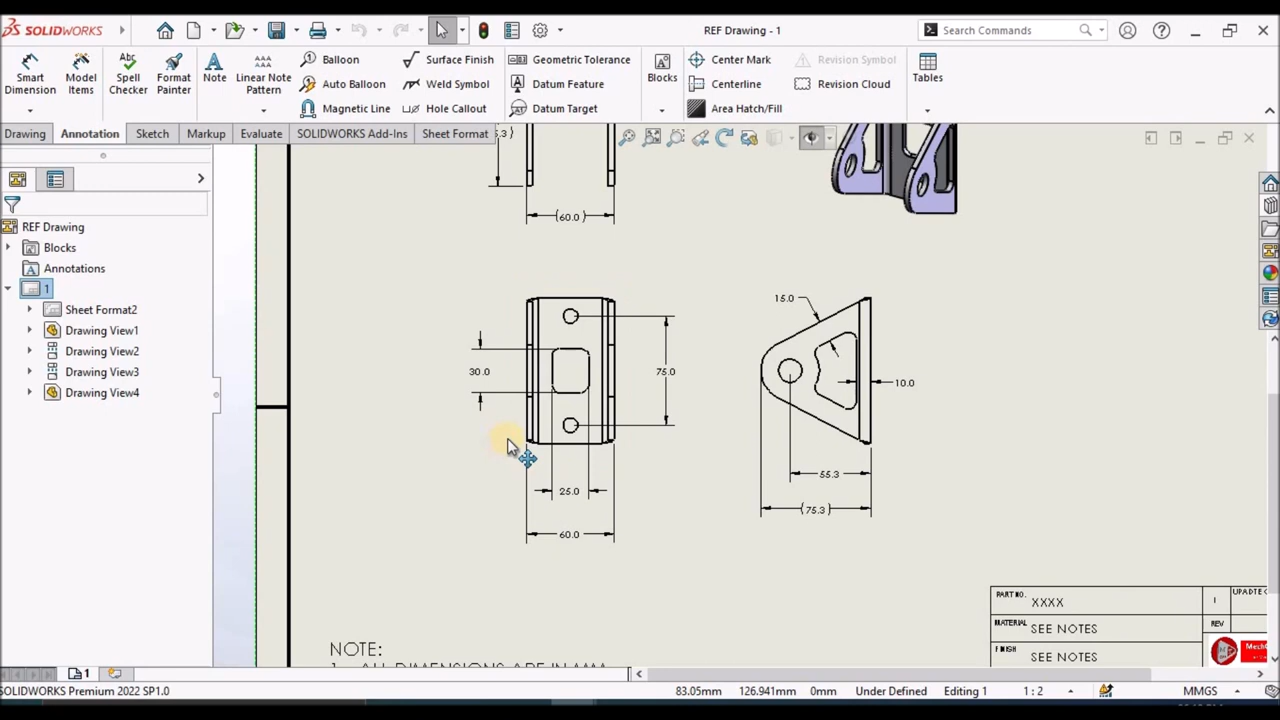 SOLIDWORKS
REF Drawing - 1
Search Commands
Smart Dimension
Model Items
Spell Checker
Format Painter
Note
Linear Note Pattern
Balloon
Auto Balloon
Magnetic Line
Surface Finish
Weld Symbol
Hole Callout
Geometric Tolerance
Datum Feature
Datum Target
Blocks
Center Mark
Centerline
Area Hatch/Fill
Revision Symbol
Revision Cloud
Tables
Drawing
Annotation
Sketch
Markup
Evaluate
SOLIDWORKS Add-Ins
Sheet Format
REF Drawing
Blocks
Annotations
1
Sheet Format2
Drawing View1
Drawing View2
Drawing View3
Drawing View4
(60.0 )
30.0
75.0
25.0
60.0
15.0
10.0
55.3
(75.3 )
PART NO. XXXX
MATERIAL SEE NOTES
FINISH SEE NOTES
1
REV
NOTE:
1
SOLIDWORKS Premium 2022 SP1.0
83.05mm
126.941mm
0mm
Under Defined
Editing 1
1 : 2
MMGS